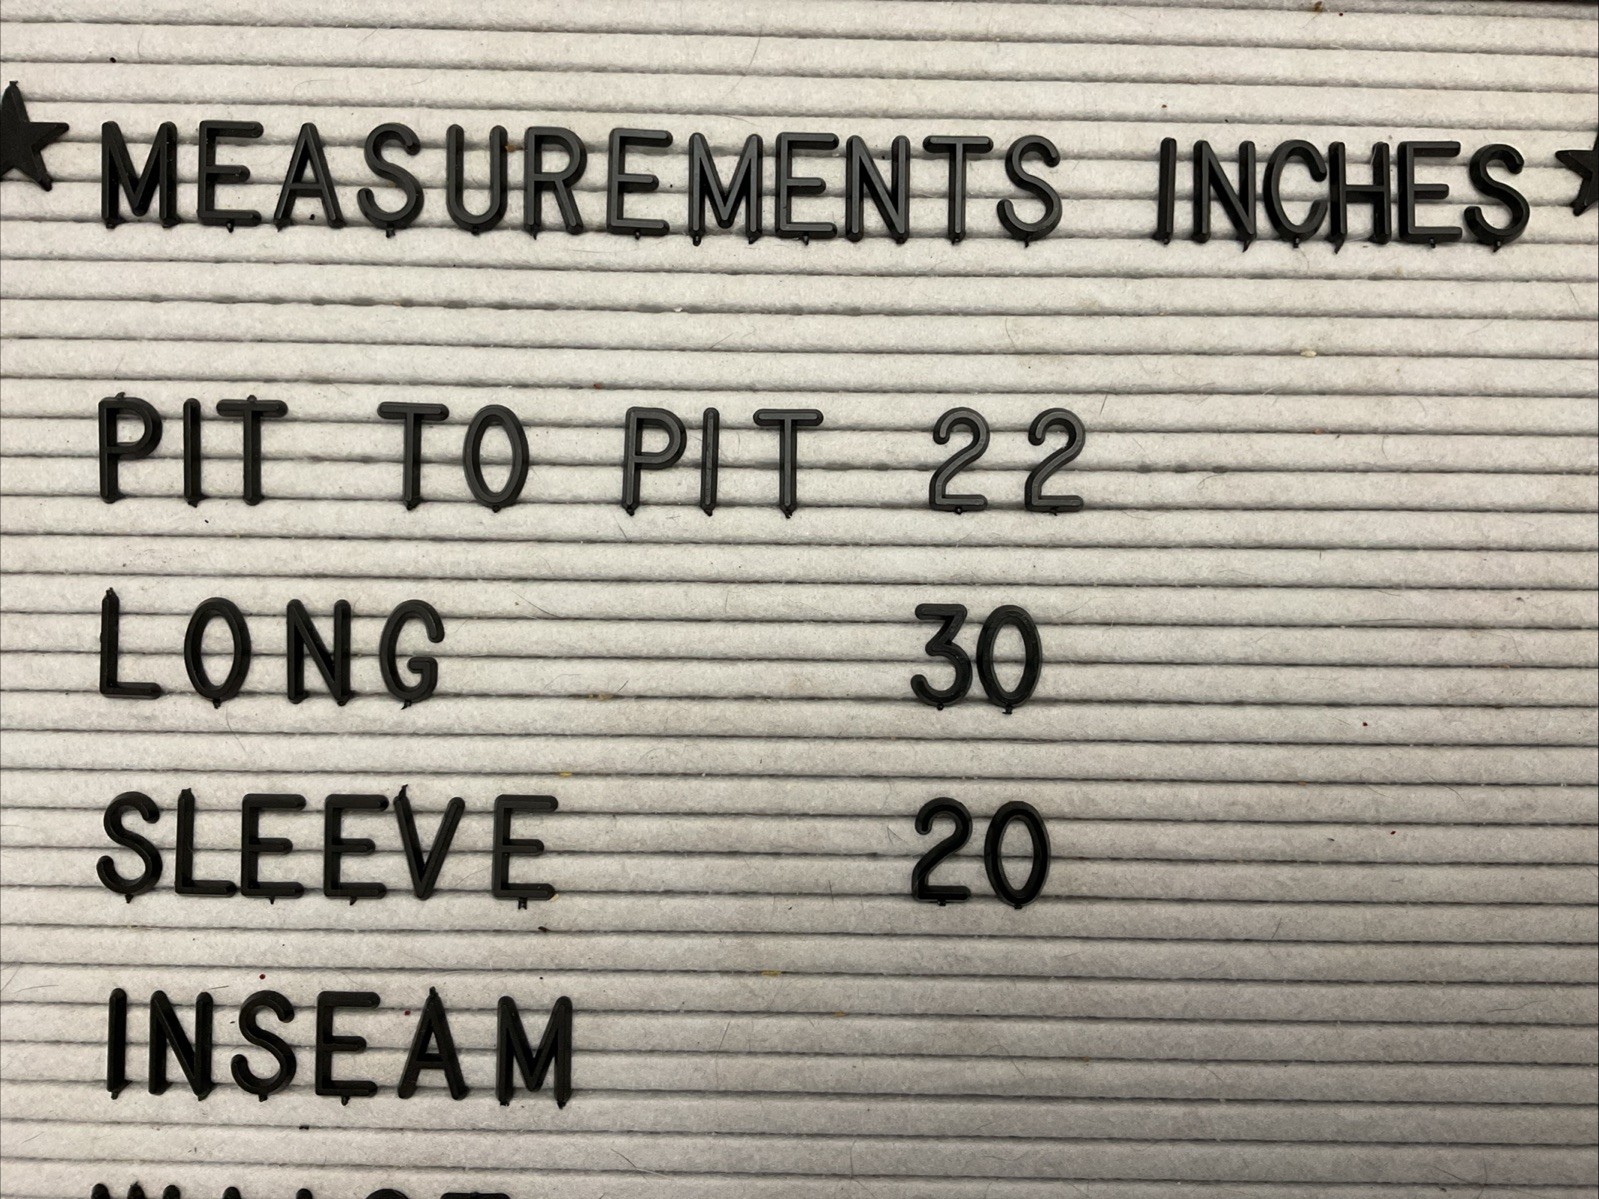 MEASUREMENTS INCHES
PIT TO PIT 22
LONG 30
SLEEVE 20
INSEAM